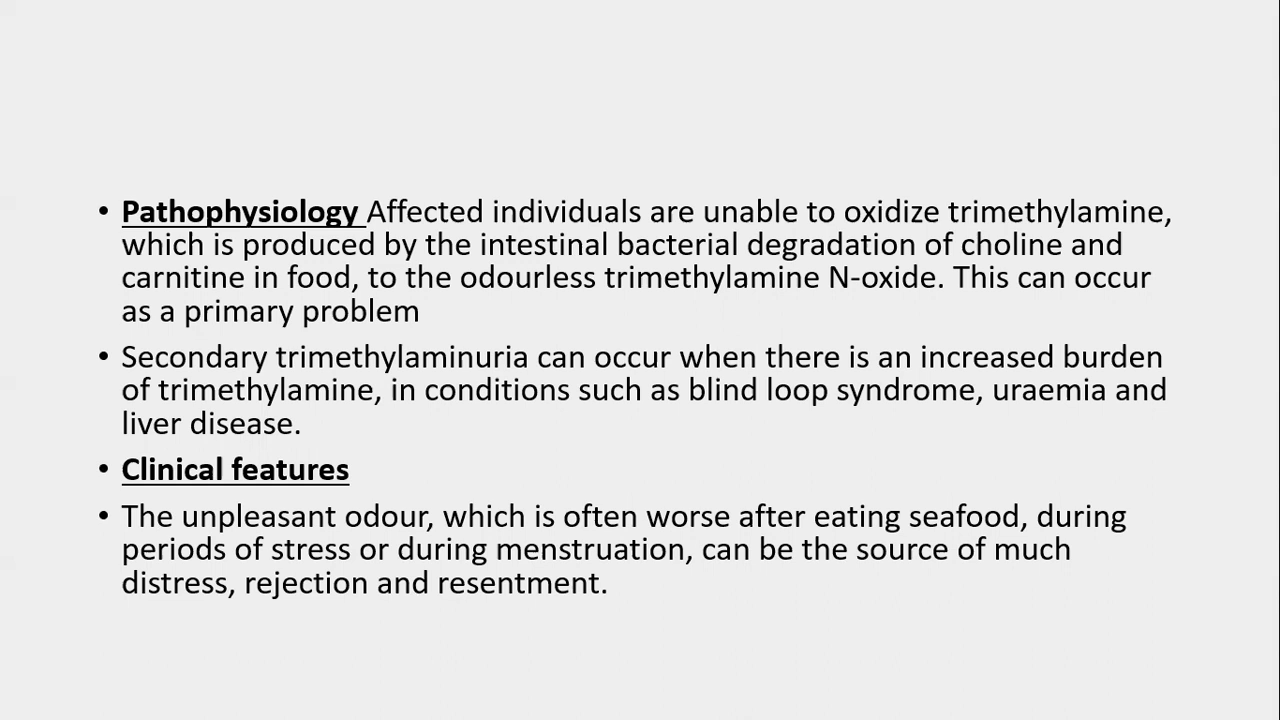 • Pathophysiology Affected individuals are unable to oxidize trimethylamine,
which is produced by the intestinal bacterial degradation of choline and
carnitine in food, to the odourless trimethylamine N-oxide. This can occur
as a primary problem
• Secondary trimethylaminuria can occur when there is an increased burden
of trimethylamine, in conditions such as blind loop syndrome, uraemia and
liver disease.
• Clinical features
• The unpleasant odour, which is often worse after eating seafood, during
periods of stress or during menstruation, can be the source of much
distress, rejection and resentment.